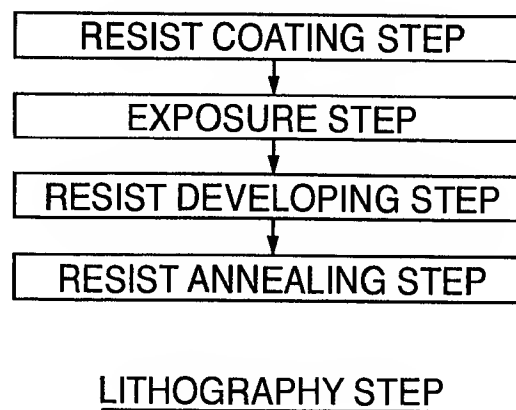 RESIST COATING STEP
EXPOSURE STEP
RESIST DEVELOPING STEP
RESIST ANNEALING STEP
LITHOGRAPHY STEP